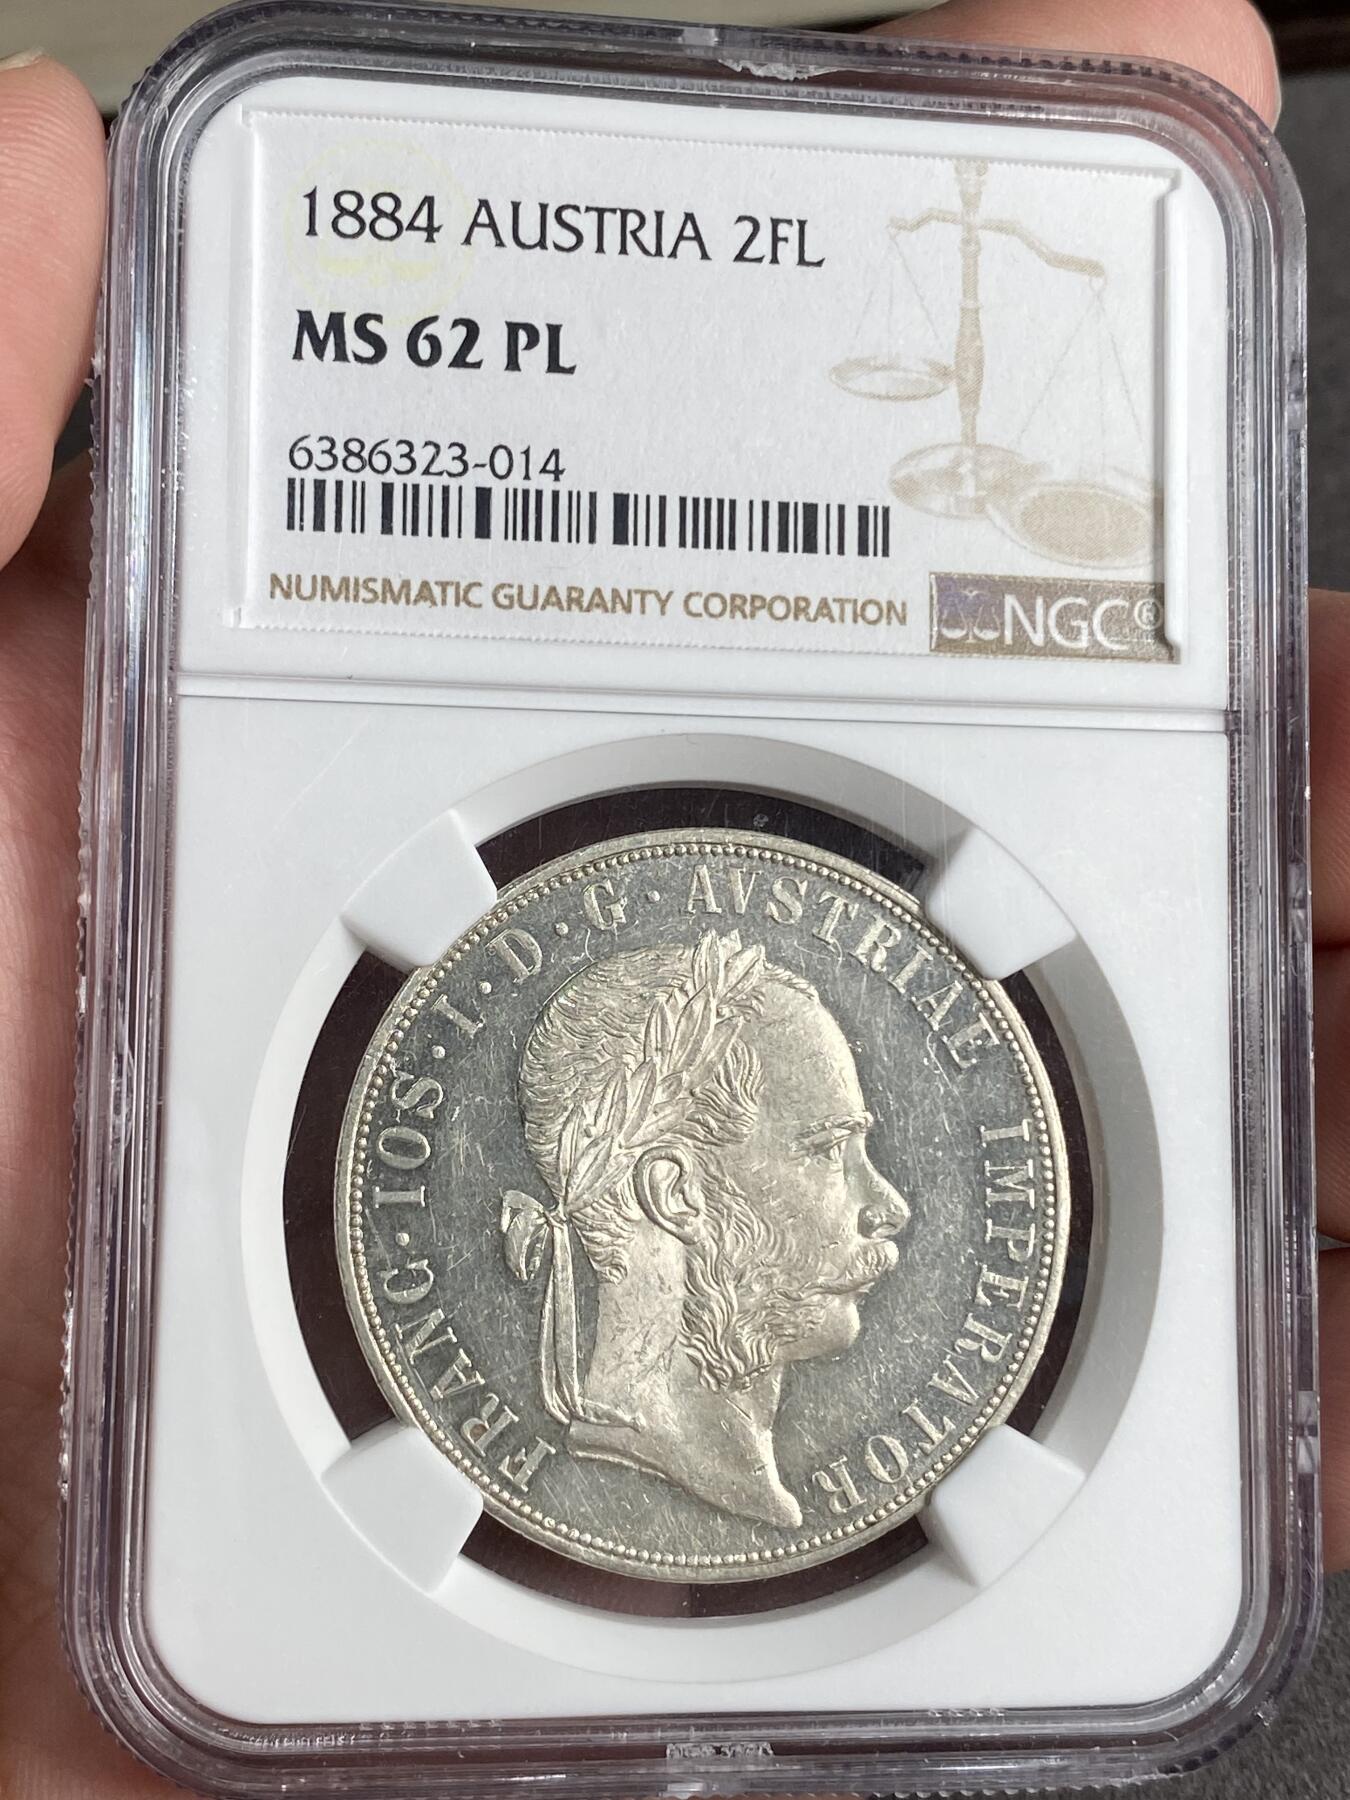 1884 AUSTRIA 2FL
MS 62 PL
6386323-014
NUMISMATIC GUARANTY CORPORATION
NGC®
FRANC·IOS·I·D·G·AVSTRIAE IMPERATOR